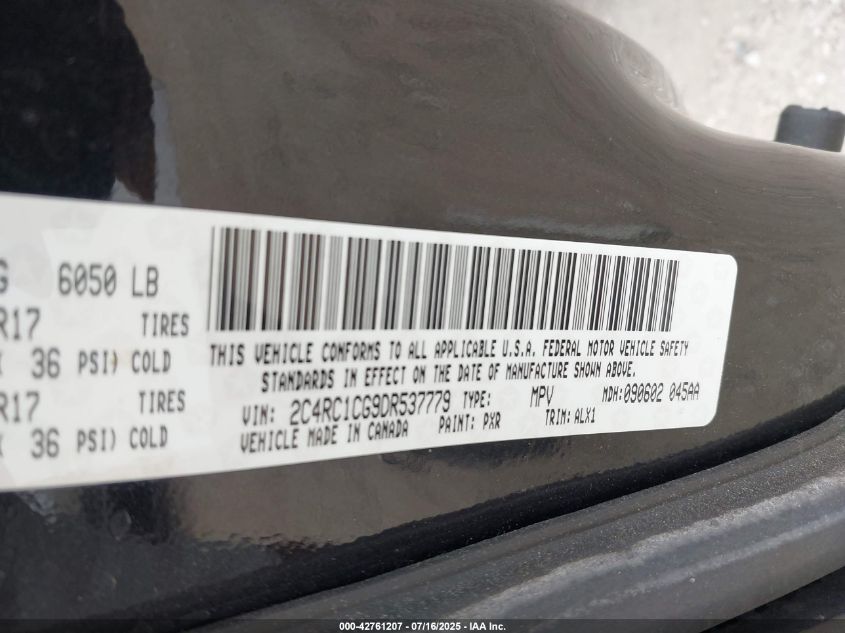 G 6050 LB
R17 TIRES
36 PSI) COLD
R17
36 PSI) COLD
THIS VEHICLE CONFORMS TO ALL APPLICABLE U.S.A. FEDERAL MOTOR VEHICLE SAFETY
STANDARDS IN EFFECT ON THE DATE OF MANUFACTURE SHOWN ABOVE.
VIN: 2C4RC1CG9DR537779 TYPE: MPV MDH:090602 045AA
VEHICLE MADE IN CANADA PAINT: PXR TRIM: ALX1
000-42761207 - 07/16/2025 - IAA Inc.